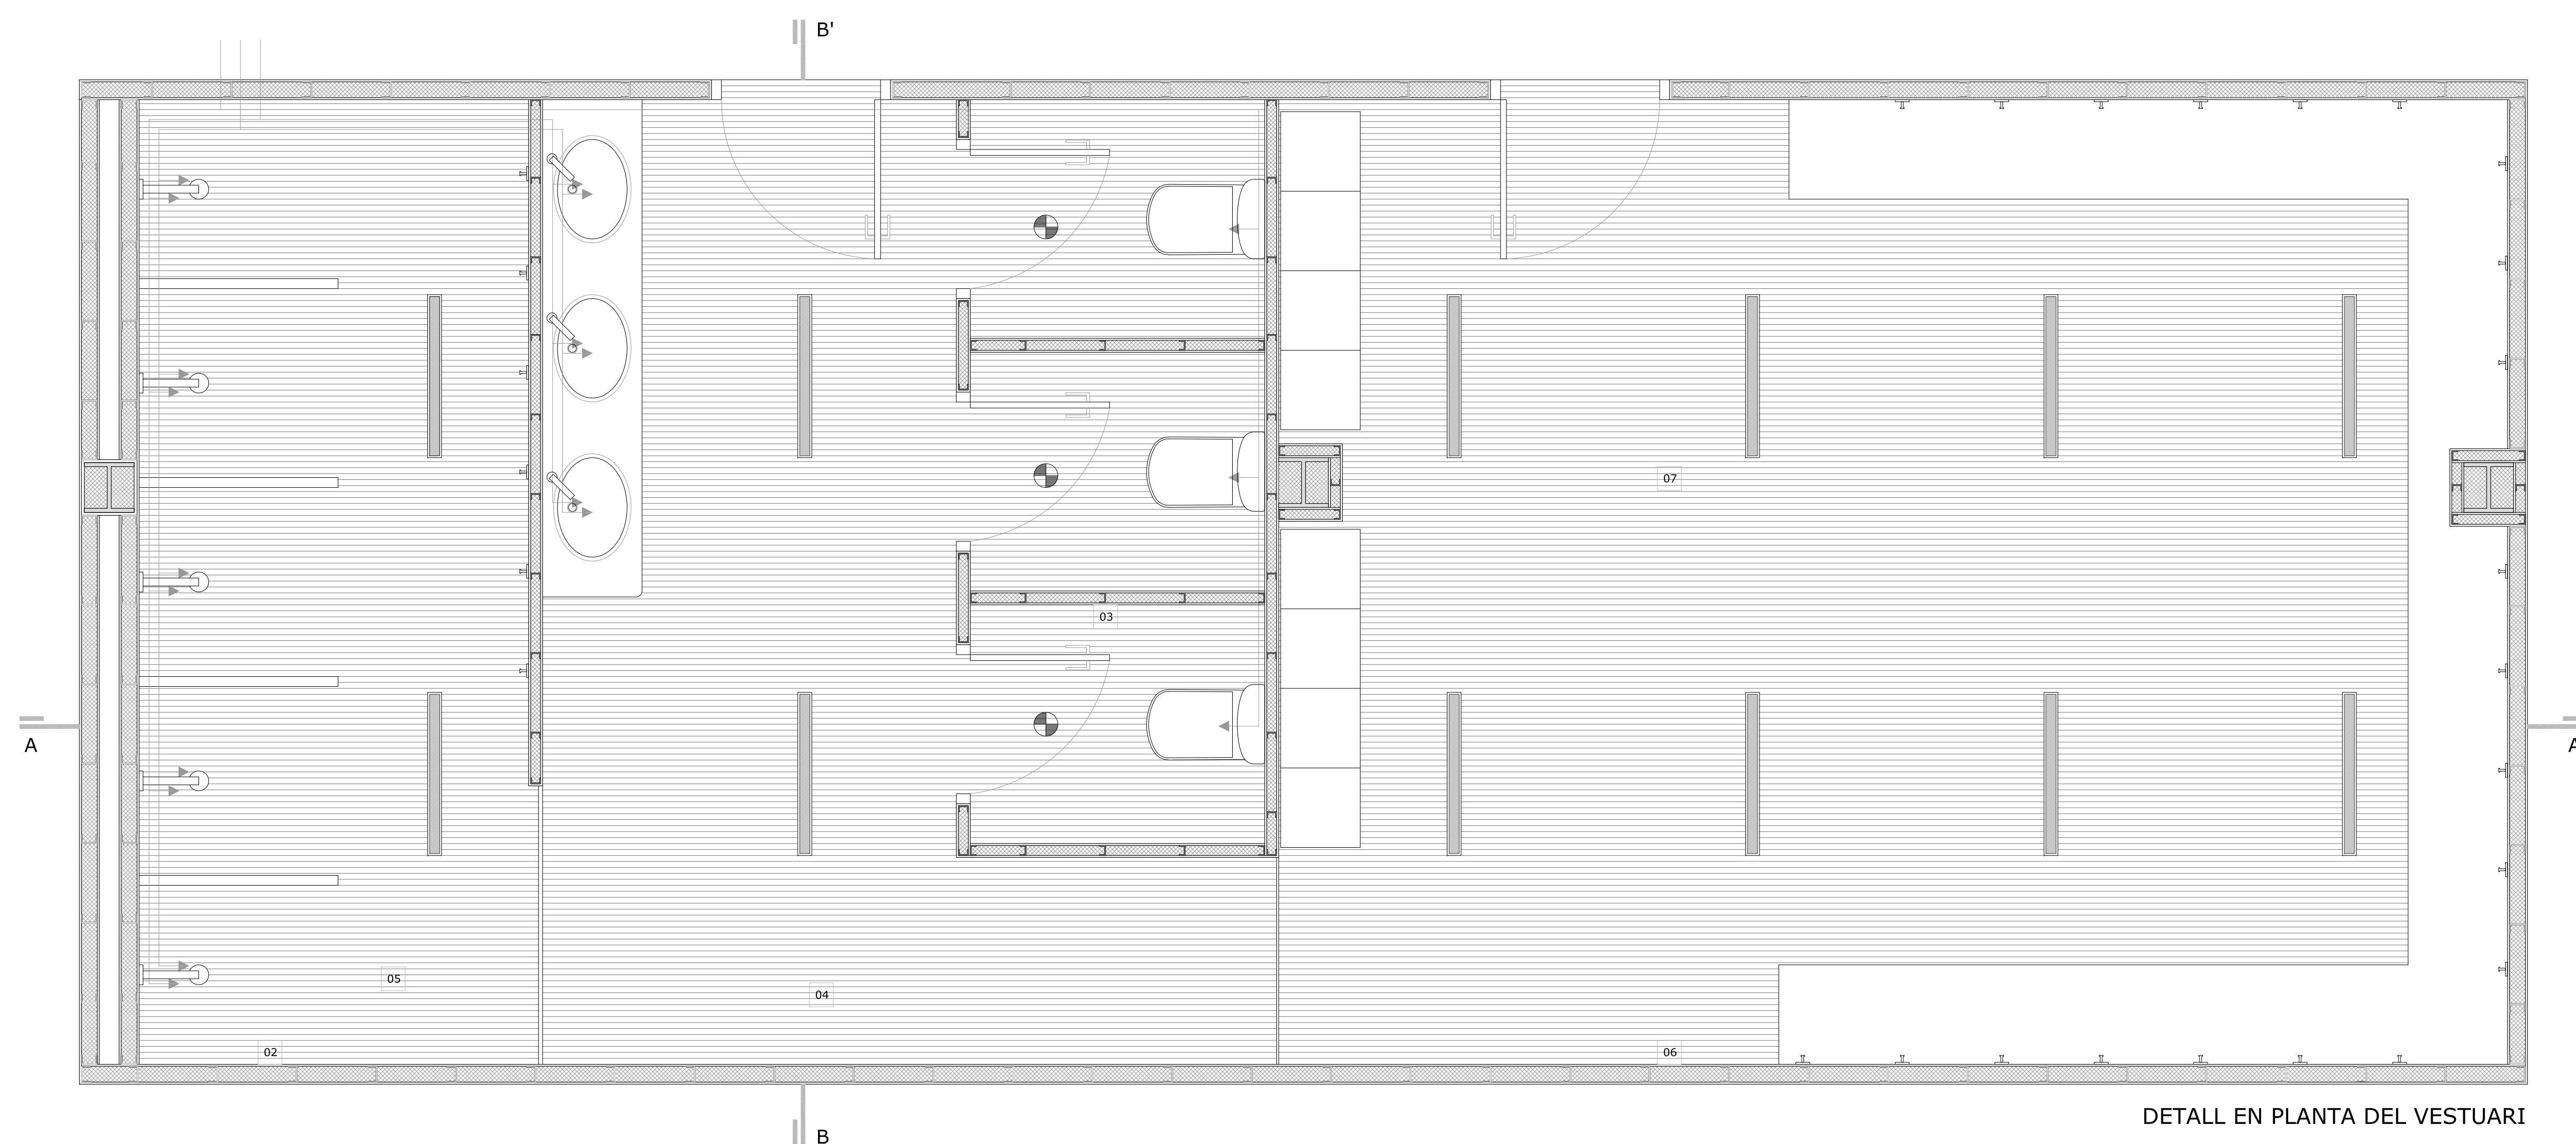 B'
07
03
A
A
05
04
02
06
DETALL EN PLANTA DEL VESTUARI
B